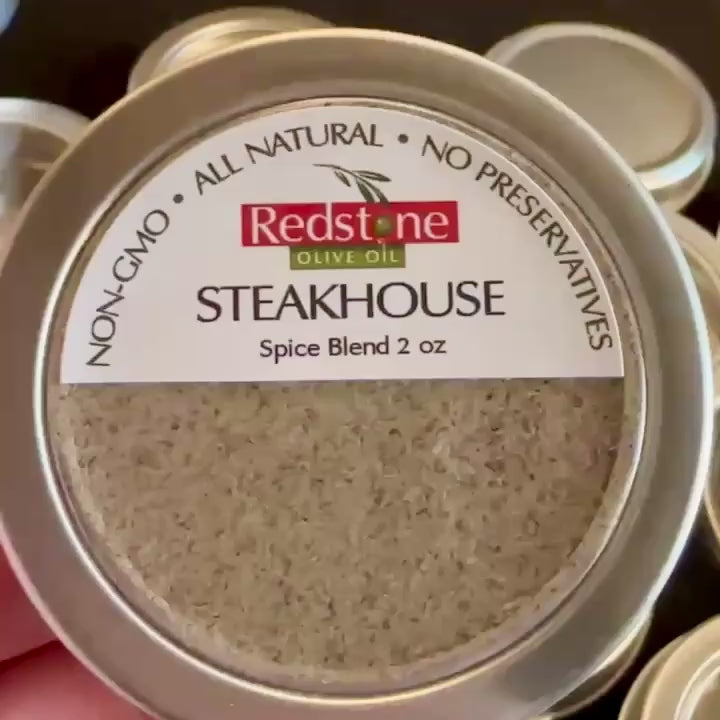 NON-GMO • ALL NATURAL • NO PRESERVATIVES
Redstone
OLIVE OIL
STEAKHOUSE
Spice Blend 2 oz